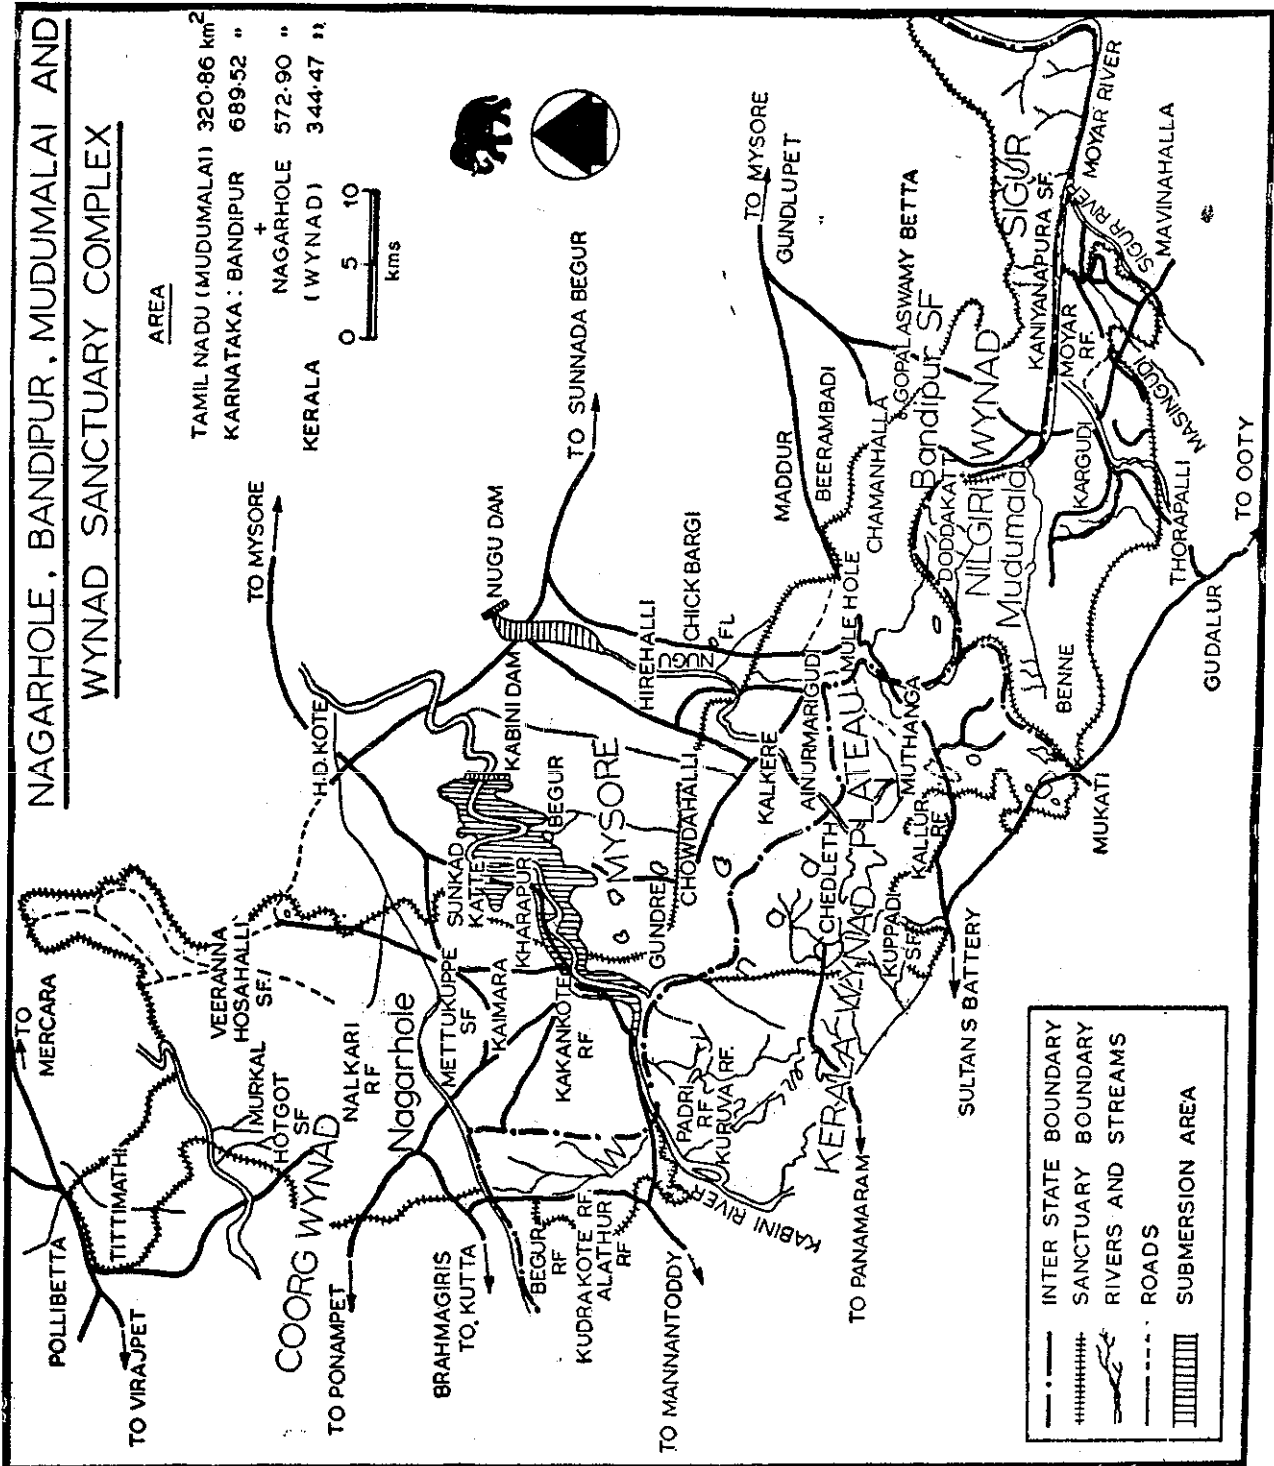 NAGARHOLE, BANDIPUR, MUDUMALAI AND
WYNAD SANCTUARY COMPLEX
AREA
TAMIL NADU (MUDUMALAI) 320·86 km2
KARNATAKA : BANDIPUR 689·52 "
+
NAGARHOLE 572·90 "
KERALA (WYNAD) 344·47 "
0 5 10
kms
TO MERCARA
POLLIBETTA
TO VIRAJPET
TITTIMATHI
VEERANNA
HOSAHALLI
SF.
MURKAL
HOTGOT
SF
COORG WYNAD
NALKARI
RF
Nagarhole
TO PONAMPET
BRAHMAGIRIS
TO. KUTTA
METTUKUPPE
SF
KAIMARA
SUNKAD
KATTE
KHARAPUR
H.D.KOTE
TO MYSORE
KABINI DAM
BEGUR
NUGU DAM
TO SUNNADA BEGUR
KAKANKOTE
RF
BEGUR
RF
KUDRAKOTE RF.
ALATHUR
RF
TO MANNANTODDY
MYSORE
GUNDRE
CHOWDAHALLI
HIREHALLI
NUGU
CHICK BARGI
FL
KALKERE
AINURMARIGUDI
MULE HOLE
PADRI
RF
KURUVA RF.
KABINI RIVER
KERALA WYNAD PLATEAU
CHEDLETH
TO PANAMARAM
KUPPADI
SF
KALLUR
RF
MUTHANGA
SULTAN'S BATTERY
MADDUR
BEERAMBADI
CHAMANHALLA
GOPALASWAMY BETTA
TO MYSORE
GUNDLUPET
Bandipur SF
DODDAKATTI
NILGIRI WYNAD
Mudumalai
BENNE
MUKATI
KARGUDI
THORAPALLI
GUDALUR
TO OOTY
MASINGUDI
MOYAR
RF.
KANIYANAPURA SF.
SIGUR
MOYAR RIVER
SIGUR RIVER
MAVINAHALLA
INTER STATE BOUNDARY
SANCTUARY BOUNDARY
RIVERS AND STREAMS
ROADS
SUBMERSION AREA